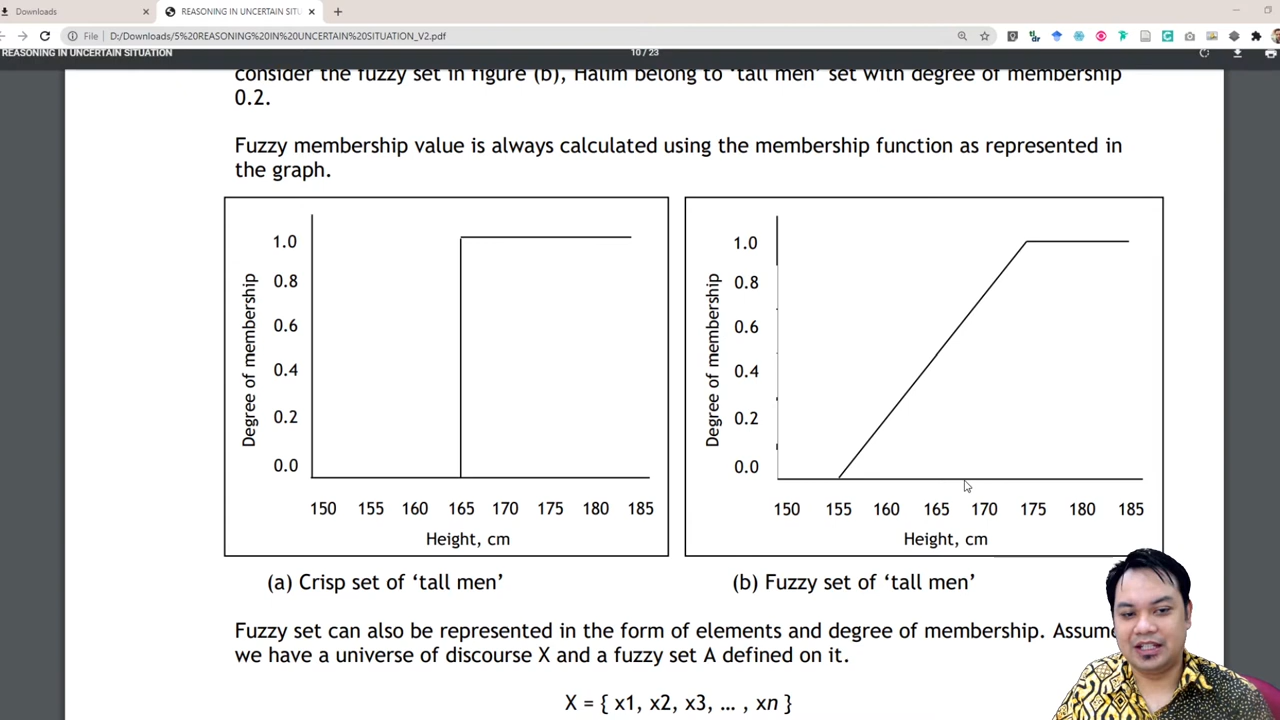 Downloads
REASONING IN UNCERTAIN SITU
File
D:/Downloads/5%20REASONING%20IN%20UNCERTAIN%20SITUATION_V2.pdf
REASONING IN UNCERTAIN SITUATION
10 / 23
consider the fuzzy set in figure (b), Halim belong to ‘tall men’ set with degree of membership
0.2.
Fuzzy membership value is always calculated using the membership function as represented in
the graph.
Degree of membership
1.0
0.8
0.6
0.4
0.2
0.0
150 155 160 165 170 175 180 185
Height, cm
Degree of membership
1.0
0.8
0.6
0.4
0.2
0.0
150 155 160 165 170 175 180 185
Height, cm
(a) Crisp set of ‘tall men’
(b) Fuzzy set of ‘tall men’
Fuzzy set can also be represented in the form of elements and degree of membership. Assume
we have a universe of discourse X and a fuzzy set A defined on it.
X = { x1, x2, x3, … , xn }